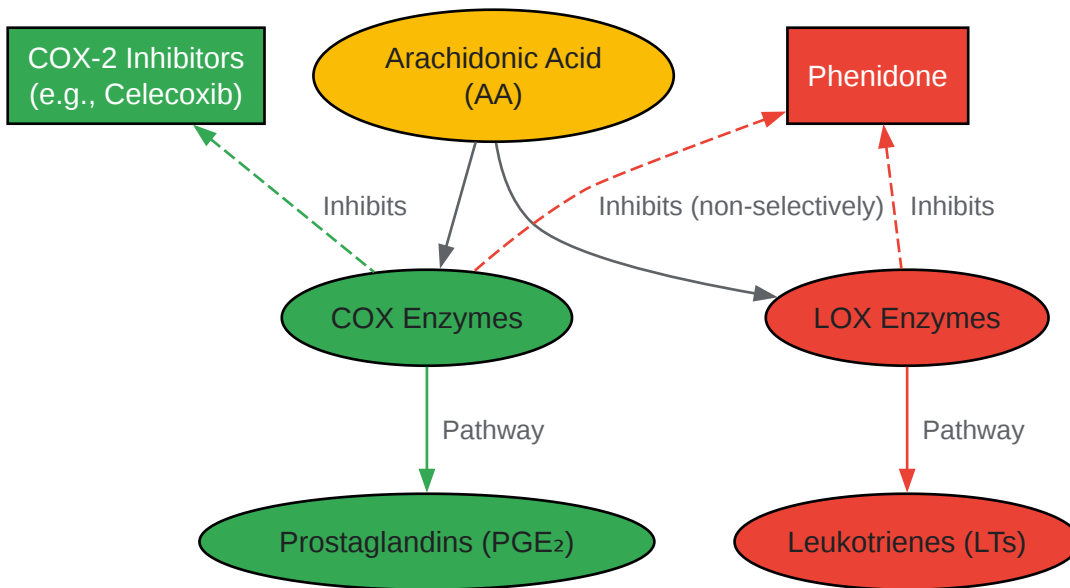 COX-2 Inhibitors
(e.g., Celecoxib)
Arachidonic Acid
(AA)
Phenidone
Inhibits
Inhibits (non-selectively)
Inhibits
COX Enzymes
LOX Enzymes
Pathway
Pathway
Prostaglandins (PGE₂)
Leukotrienes (LTs)